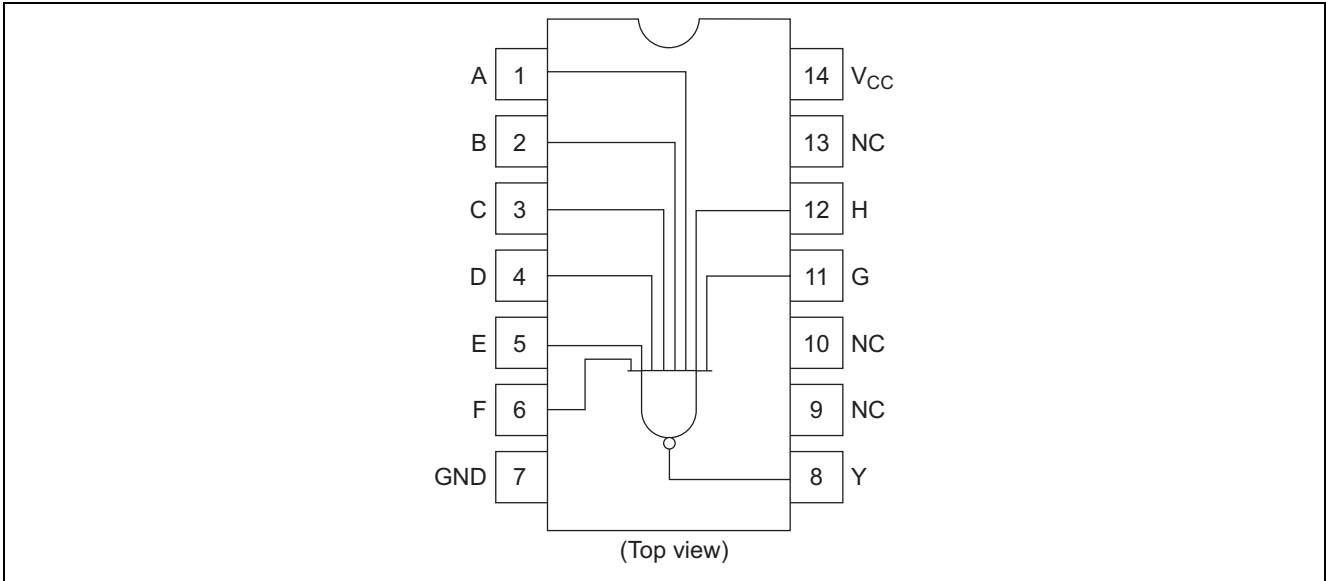 A 1 14 VCC
B 2 13 NC
C 3 12 H
D 4 11 G
E 5 10 NC
F 6 9 NC
GND 7 8 Y
(Top view)